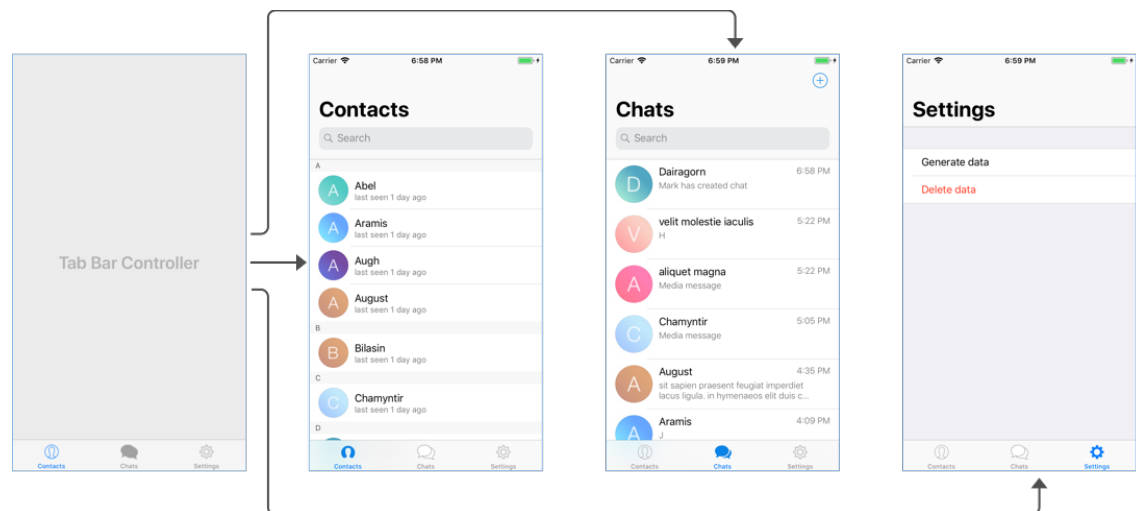 Tab Bar Controller
Contacts
Chats
Settings
Carrier
6:58 PM
Contacts
Search
A
A
Abel
last seen 1 day ago
A
Aramis
last seen 1 day ago
A
Augh
last seen 1 day ago
A
August
last seen 1 day ago
B
B
Bilasin
last seen 1 day ago
C
C
Chamyntir
last seen 1 day ago
D
Contacts
Chats
Settings
Carrier
6:59 PM
Chats
Search
D
Dairagorn
6:58 PM
Mark has created chat
V
velit molestie iaculis
5:22 PM
H
A
aliquet magna
5:22 PM
Media message
C
Chamyntir
5:05 PM
Media message
A
August
4:35 PM
sit sapien praesent feugiat imperdiet
lacus ligula. in hymenaeos elit duis c...
A
Aramis
4:09 PM
J
Contacts
Chats
Settings
Carrier
6:59 PM
Settings
Generate data
Delete data
Contacts
Chats
Settings